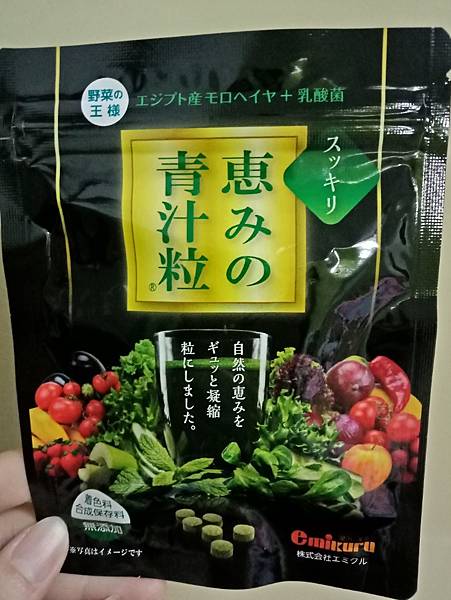 野菜の
王様
エジプト産モロヘイヤ+乳酸菌
スッキリ
恵みの
青汁粒®
自然の恵みを
ギュッと凝縮
粒にしました。
着色料
合成保存料
無添加
※写真はイメージです
emikuru
株式会社エミクル